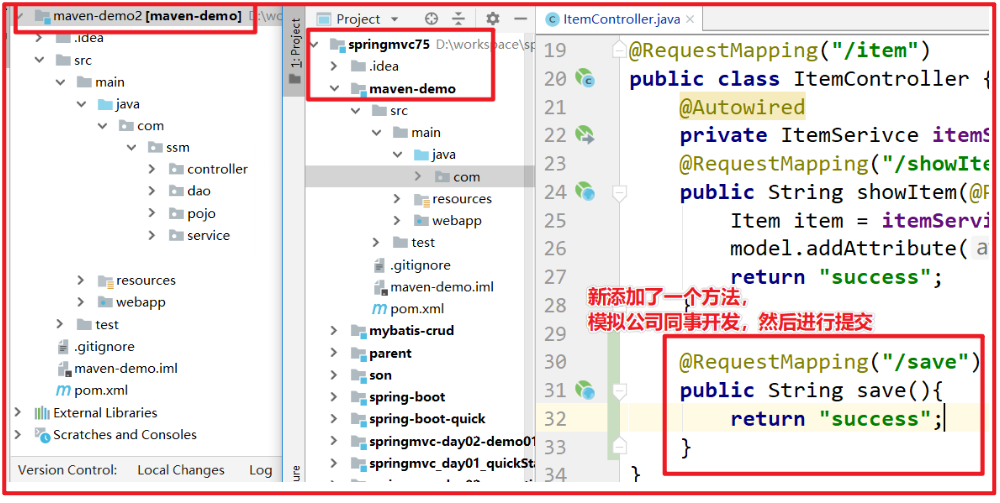 maven-demo2 [maven-demo]
.idea
src
main
java
com
ssm
controller
dao
pojo
service
resources
webapp
test
.gitignore
maven-demo.iml
pom.xml
External Libraries
Scratches and Consoles
Version Control: Local Changes Log
1: Project
Project
springmvc75 D:\workspace\sp
.idea
maven-demo
src
main
java
com
resources
webapp
test
.gitignore
maven-demo.iml
pom.xml
mybatis-crud
parent
son
spring-boot
spring-boot-quick
springmvc-day02-demo01
springmvc_day01_quickSta
ItemController.java
19 @RequestMapping("/item")
20 public class ItemController {
21 @Autowired
22 private ItemSerivce itemS
23 @RequestMapping("/showIte
24 public String showItem(@P
25 Item item = itemServi
26 model.addAttribute(
27 return "success";
28 }
新添加了一个方法,
模拟公司同事开发，然后进行提交
29
30 @RequestMapping("/save")
31 public String save(){
32 return "success";
33 }
34 }